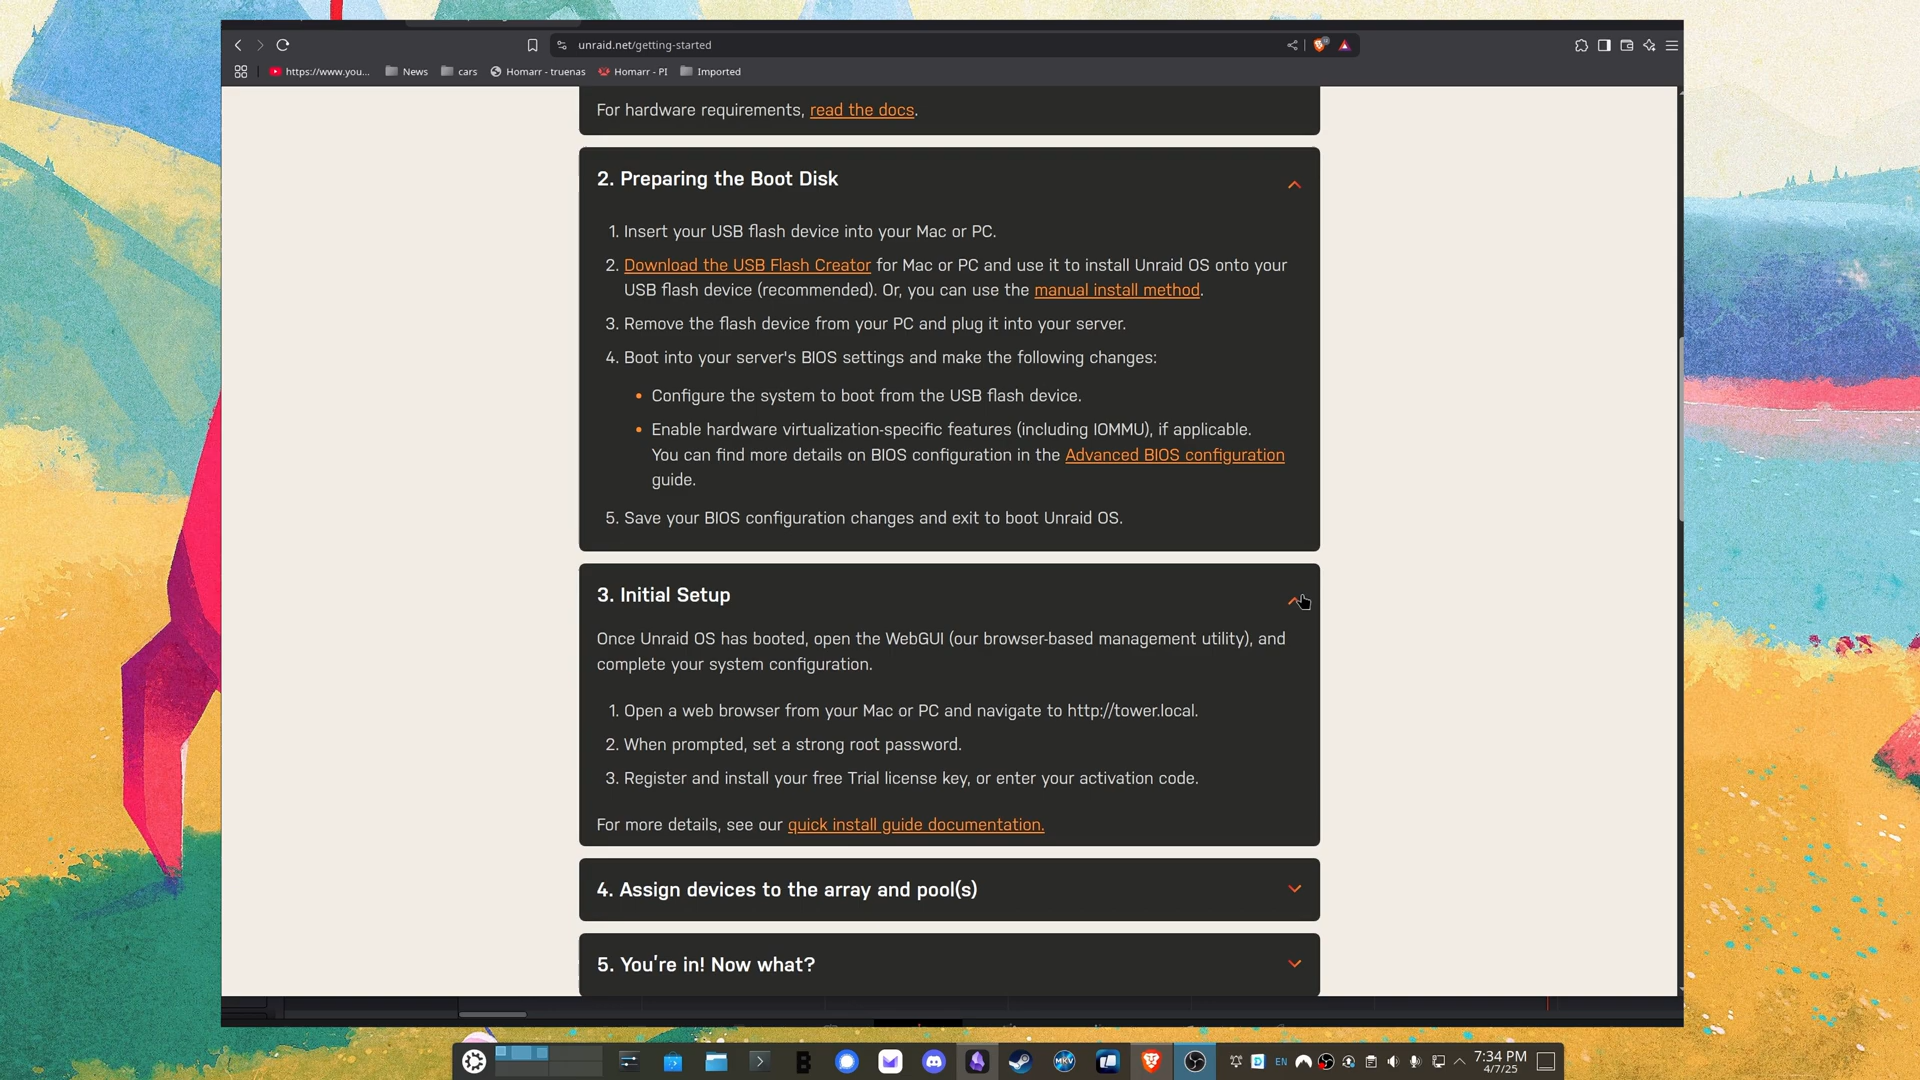 unraid.net/getting-started
https://www.you...
News
cars
Homarr - truenas
Homarr - PI
Imported
For hardware requirements, read the docs.
2. Preparing the Boot Disk
1. Insert your USB flash device into your Mac or PC.
2. Download the USB Flash Creator for Mac or PC and use it to install Unraid OS onto your
USB flash device (recommended). Or, you can use the manual install method.
3. Remove the flash device from your PC and plug it into your server.
4. Boot into your server's BIOS settings and make the following changes:
• Configure the system to boot from the USB flash device.
• Enable hardware virtualization-specific features (including IOMMU), if applicable.
You can find more details on BIOS configuration in the Advanced BIOS configuration
guide.
5. Save your BIOS configuration changes and exit to boot Unraid OS.
3. Initial Setup
Once Unraid OS has booted, open the WebGUI (our browser-based management utility), and
complete your system configuration.
1. Open a web browser from your Mac or PC and navigate to http://tower.local.
2. When prompted, set a strong root password.
3. Register and install your free Trial license key, or enter your activation code.
For more details, see our quick install guide documentation.
4. Assign devices to the array and pool(s)
5. You're in! Now what?
MKV
EN
7:34 PM
4/7/25